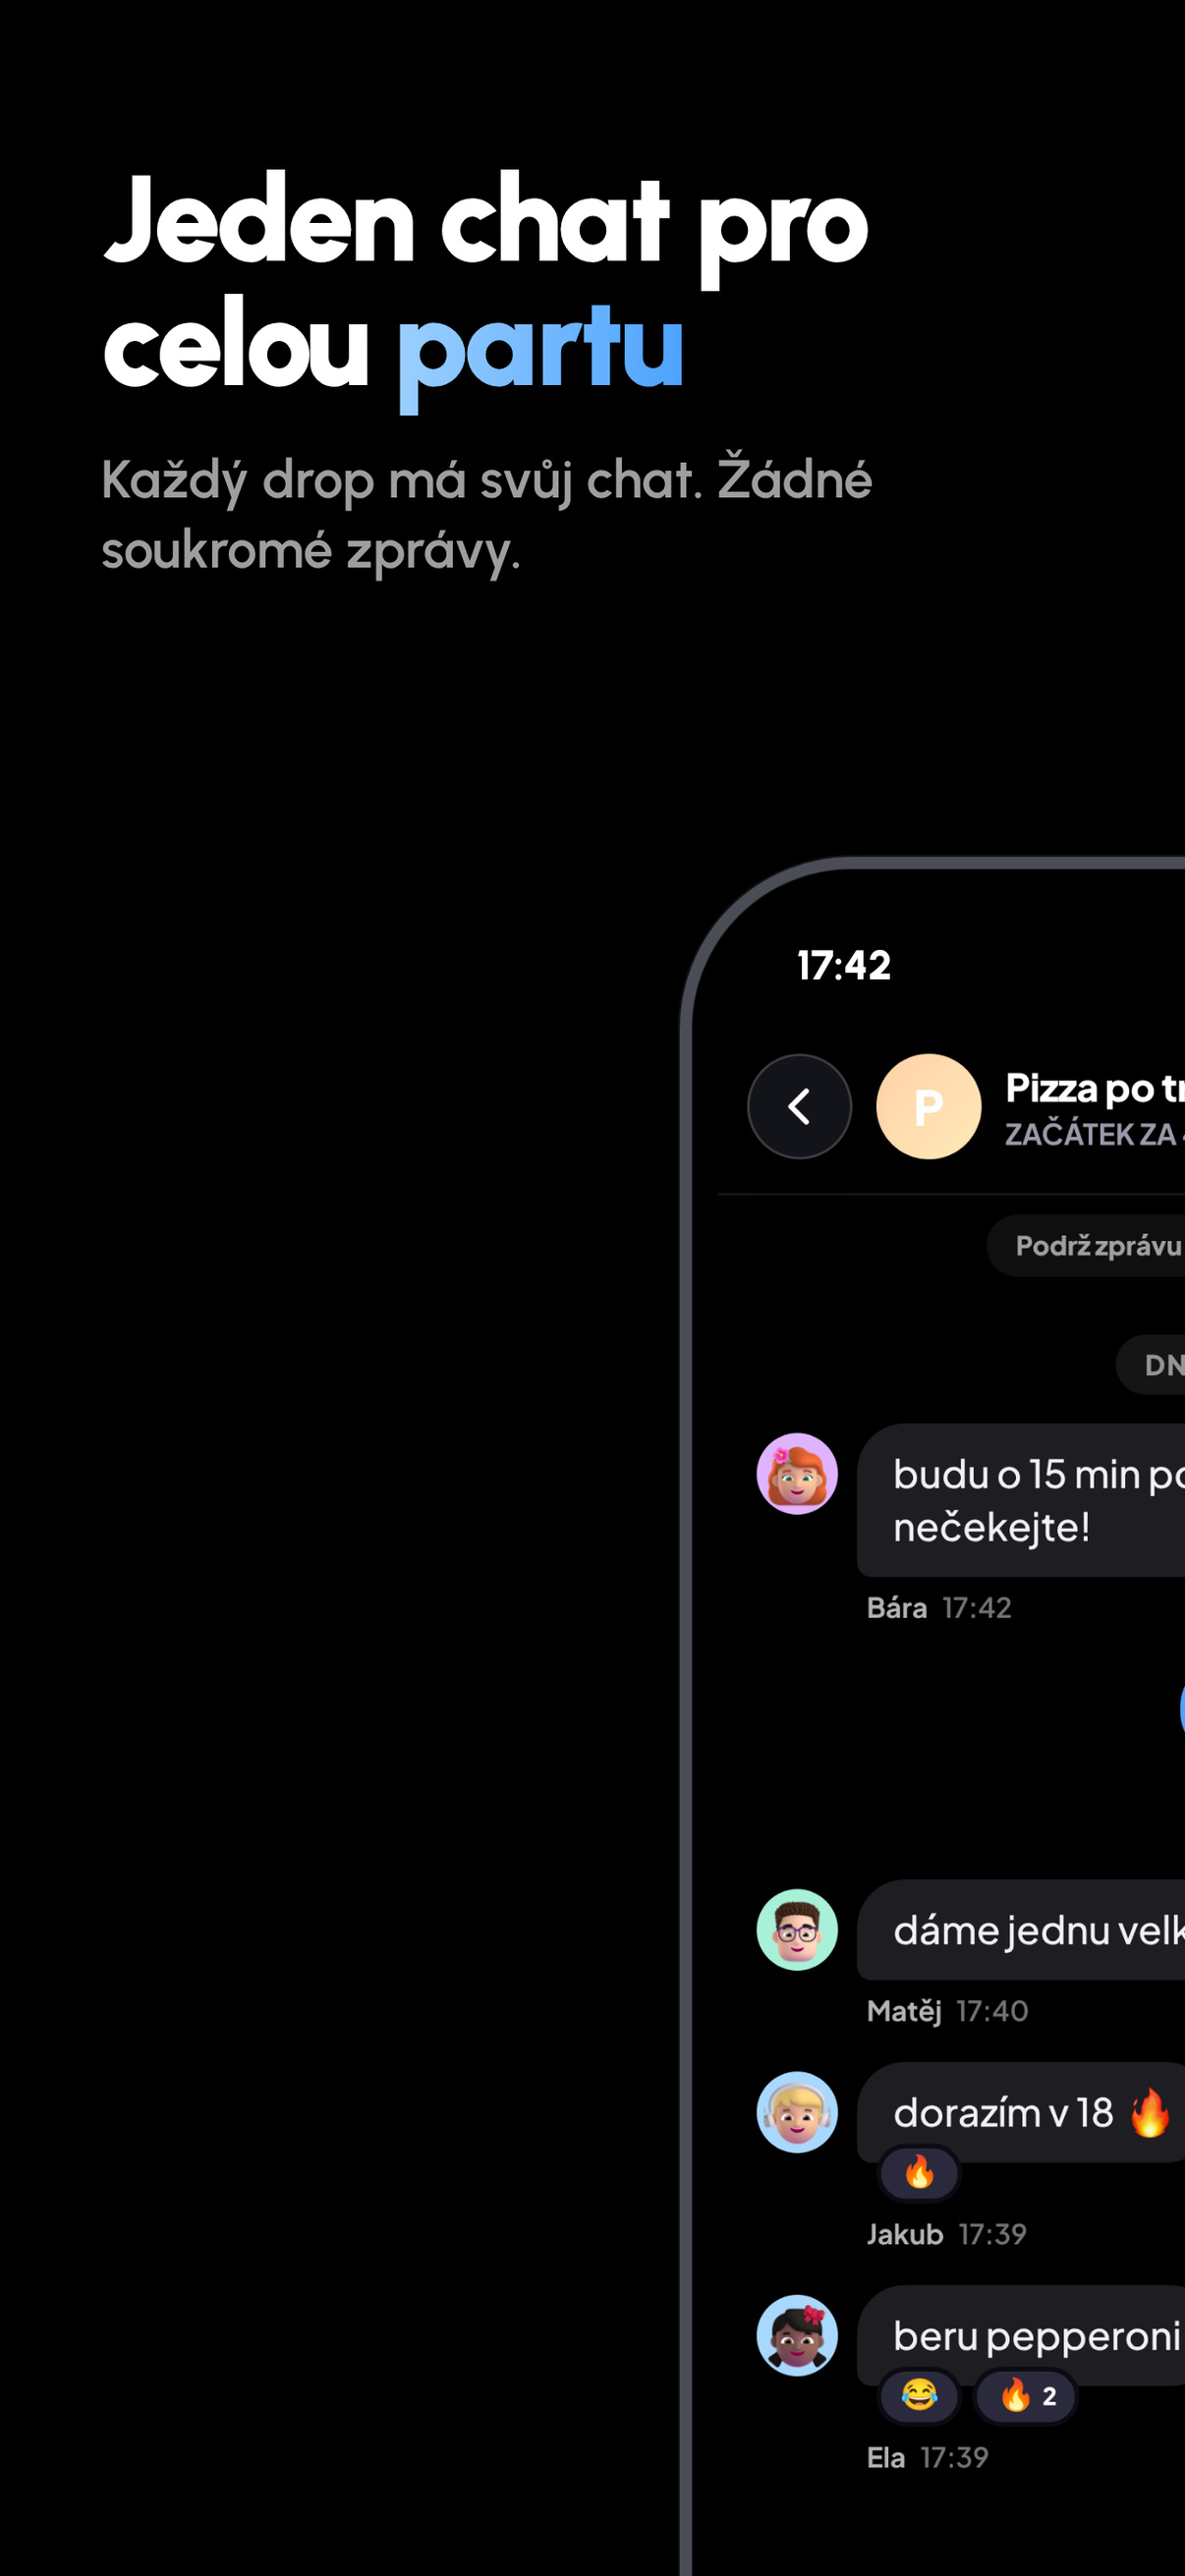 Jeden chat pro
celou partu
Každý drop má svůj chat. Žádné
soukromé zprávy.
17:42
P
Pizza po
ZAČÁTEK ZA
Podrž zprávu
budu o 15 min
nečekejte!
Bára 17:42
dáme jednu
Matěj 17:40
dorazím v 18 🔥
🔥
Jakub 17:39
beru pepperoni
😂 🔥 2
Ela 17:39